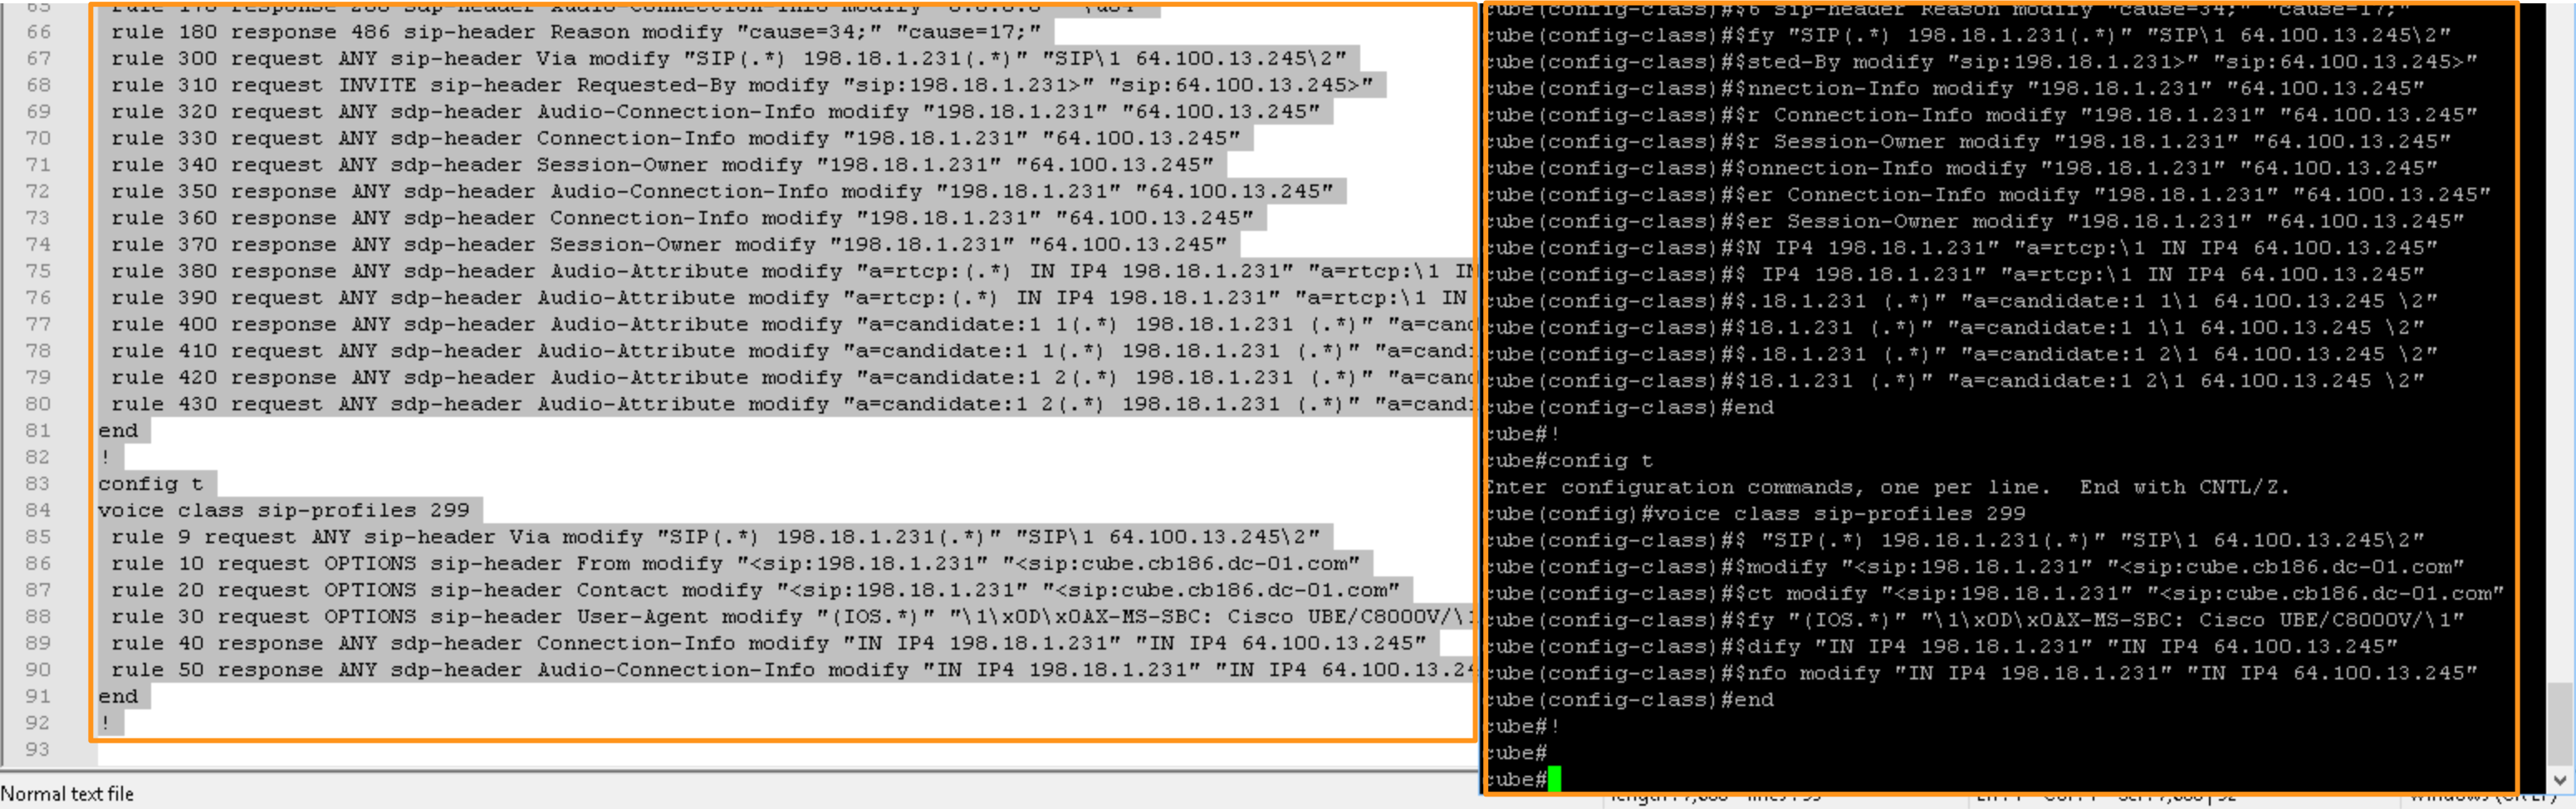 66 rule 180 response 486 sip-header Reason modify "cause=34;" "cause=17;"
67 rule 300 request ANY sip-header Via modify "SIP(.*) 198.18.1.231(.*)" "SIP\1 64.100.13.245\2"
68 rule 310 request INVITE sip-header Requested-By modify "sip:198.18.1.231>" "sip:64.100.13.245>"
69 rule 320 request ANY sdp-header Audio-Connection-Info modify "198.18.1.231" "64.100.13.245"
70 rule 330 request ANY sdp-header Connection-Info modify "198.18.1.231" "64.100.13.245"
71 rule 340 request ANY sdp-header Session-Owner modify "198.18.1.231" "64.100.13.245"
72 rule 350 response ANY sdp-header Audio-Connection-Info modify "198.18.1.231" "64.100.13.245"
73 rule 360 response ANY sdp-header Connection-Info modify "198.18.1.231" "64.100.13.245"
74 rule 370 response ANY sdp-header Session-Owner modify "198.18.1.231" "64.100.13.245"
75 rule 380 response ANY sdp-header Audio-Attribute modify "a=rtcp:(.*) IN IP4 198.18.1.231" "a=rtcp:\1 IN
76 rule 390 request ANY sdp-header Audio-Attribute modify "a=rtcp:(.*) IN IP4 198.18.1.231" "a=rtcp:\1 IN
77 rule 400 response ANY sdp-header Audio-Attribute modify "a=candidate:1 1(.*) 198.18.1.231 (.*)" "a=cand
78 rule 410 request ANY sdp-header Audio-Attribute modify "a=candidate:1 1(.*) 198.18.1.231 (.*)" "a=candi
79 rule 420 response ANY sdp-header Audio-Attribute modify "a=candidate:1 2(.*) 198.18.1.231 (.*)" "a=cand
80 rule 430 request ANY sdp-header Audio-Attribute modify "a=candidate:1 2(.*) 198.18.1.231 (.*)" "a=candi
81 end
82 !
83 config t
84 voice class sip-profiles 299
85 rule 9 request ANY sip-header Via modify "SIP(.*) 198.18.1.231(.*)" "SIP\1 64.100.13.245\2"
86 rule 10 request OPTIONS sip-header From modify "<sip:198.18.1.231" "<sip:cube.cb186.dc-01.com"
87 rule 20 request OPTIONS sip-header Contact modify "<sip:198.18.1.231" "<sip:cube.cb186.dc-01.com"
88 rule 30 request OPTIONS sip-header User-Agent modify "(IOS.*)" "\1\x0D\x0AX-MS-SBC: Cisco UBE/C8000V/\1
89 rule 40 response ANY sdp-header Connection-Info modify "IN IP4 198.18.1.231" "IN IP4 64.100.13.245"
90 rule 50 response ANY sdp-header Audio-Connection-Info modify "IN IP4 198.18.1.231" "IN IP4 64.100.13.24
91 end
92 !
93
Normal text file
cube(config-class)#$6 sip-header Reason modify "cause=34;" "cause=17;"
cube(config-class)#$fy "SIP(.*) 198.18.1.231(.*)" "SIP\1 64.100.13.245\2"
cube(config-class)#$sted-By modify "sip:198.18.1.231>" "sip:64.100.13.245>"
cube(config-class)#$nnection-Info modify "198.18.1.231" "64.100.13.245"
cube(config-class)#$r Connection-Info modify "198.18.1.231" "64.100.13.245"
cube(config-class)#$r Session-Owner modify "198.18.1.231" "64.100.13.245"
cube(config-class)#$onnection-Info modify "198.18.1.231" "64.100.13.245"
cube(config-class)#$er Connection-Info modify "198.18.1.231" "64.100.13.245"
cube(config-class)#$er Session-Owner modify "198.18.1.231" "64.100.13.245"
cube(config-class)#$N IP4 198.18.1.231" "a=rtcp:\1 IN IP4 64.100.13.245"
cube(config-class)#$ IP4 198.18.1.231" "a=rtcp:\1 IN IP4 64.100.13.245"
cube(config-class)#$.18.1.231 (.*)" "a=candidate:1 1\1 64.100.13.245 \2"
cube(config-class)#$18.1.231 (.*)" "a=candidate:1 1\1 64.100.13.245 \2"
cube(config-class)#$.18.1.231 (.*)" "a=candidate:1 2\1 64.100.13.245 \2"
cube(config-class)#$18.1.231 (.*)" "a=candidate:1 2\1 64.100.13.245 \2"
cube(config-class)#end
cube#!
cube#config t
Enter configuration commands, one per line.  End with CNTL/Z.
cube(config)#voice class sip-profiles 299
cube(config-class)#$ "SIP(.*) 198.18.1.231(.*)" "SIP\1 64.100.13.245\2"
cube(config-class)#$modify "<sip:198.18.1.231" "<sip:cube.cb186.dc-01.com"
cube(config-class)#$ct modify "<sip:198.18.1.231" "<sip:cube.cb186.dc-01.com"
cube(config-class)#$fy "(IOS.*)" "\1\x0D\x0AX-MS-SBC: Cisco UBE/C8000V/\1"
cube(config-class)#$dify "IN IP4 198.18.1.231" "IN IP4 64.100.13.245"
cube(config-class)#$nfo modify "IN IP4 198.18.1.231" "IN IP4 64.100.13.245"
cube(config-class)#end
cube#!
cube#
cube#